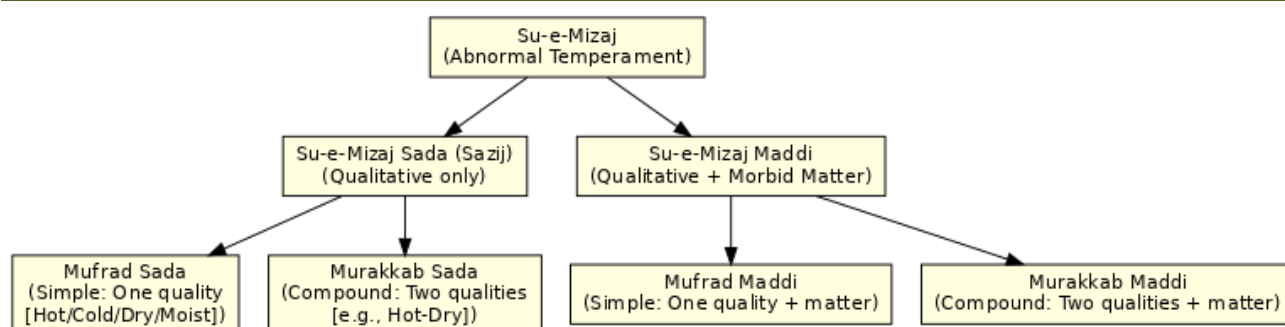 Su-e-Mizaj
(Abnormal Temperament)
Su-e-Mizaj Sada (Sazij)
(Qualitative only)
Su-e-Mizaj Maddi
(Qualitative + Morbid Matter)
Mufrad Sada
(Simple: One quality
[Hot/Cold/Dry/Moist])
Murakkab Sada
(Compound: Two qualities
[e.g., Hot-Dry])
Mufrad Maddi
(Simple: One quality + matter)
Murakkab Maddi
(Compound: Two qualities + matter)